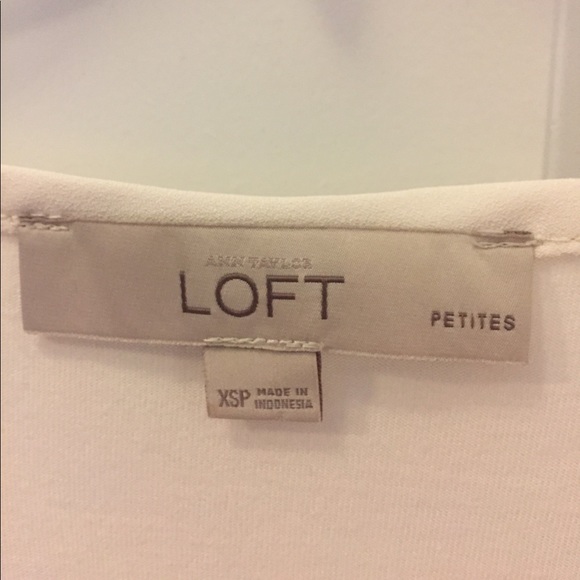 ANN TAYLOR
LOFT
PETITES
XSP MADE IN
INDONESIA